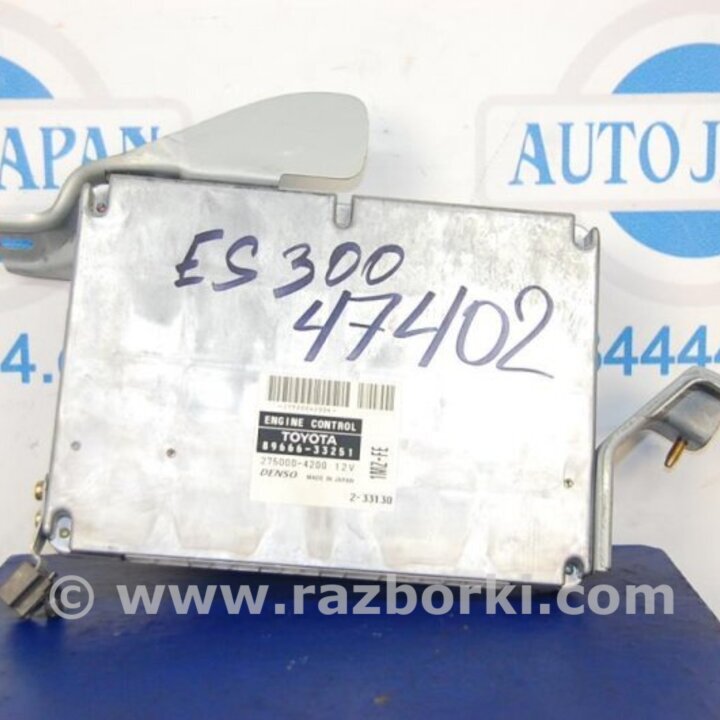 JAPAN
AUTO J
4.
84444
ES 300
47402
ENGINE CONTROL
TOYOTA
89666-33251
275000-4200 12V
DENSO MADE IN JAPAN
1MZ-FE
2-33130
© www.razborki.com